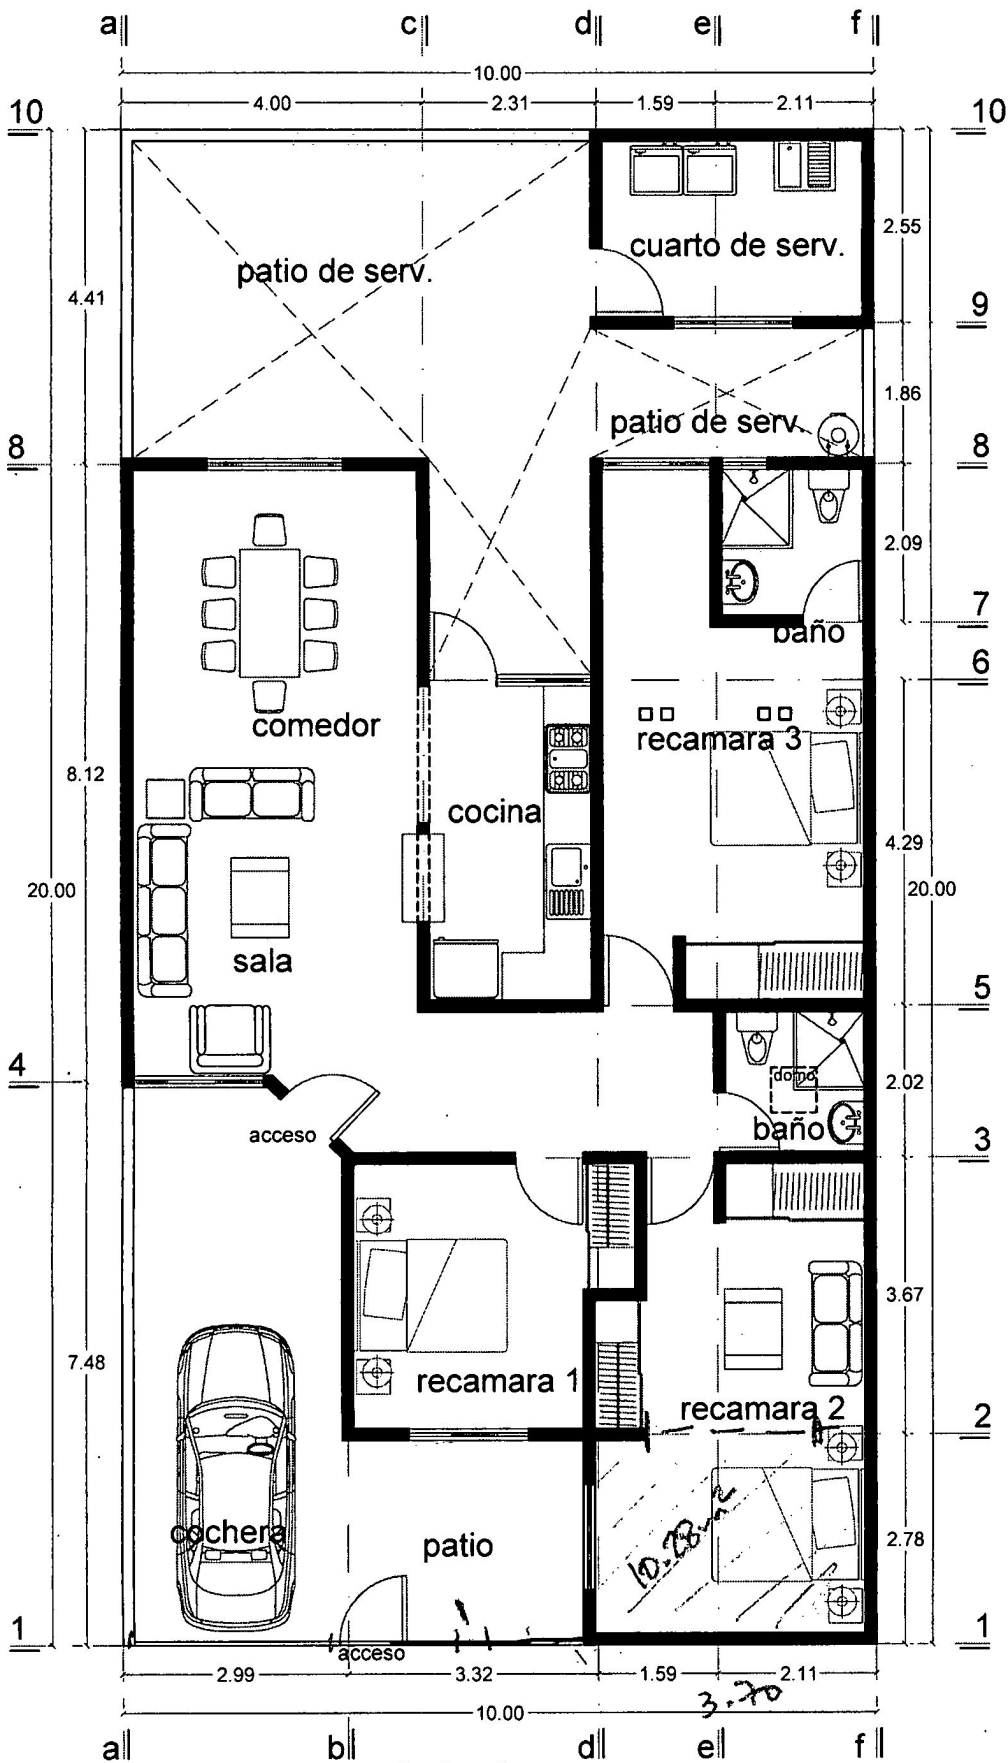 a c d e f
10.00
4.00 2.31 1.59 2.11
10 10
2.55
cuarto de serv.
patio de serv.
4.41
9
1.86
patio de serv.
8 8
2.09
7
baño
6
comedor
recamara 3
8.12
cocina
4.29
20.00 20.00
sala
5
4
domo
2.02
acceso
baño
3
3.67
7.48
recamara 1
recamara 2
2
10.28 m²
cochera
patio
2.78
1 1
acceso
2.99 3.32 1.59 2.11
3.70
10.00
a b d e f